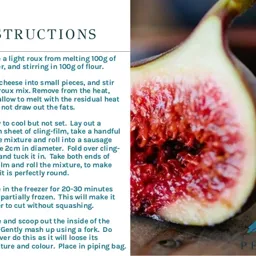 STRUCTIONS
a light roux from melting 100g of
r, and stirring in 100g of flour.
cheese into small pieces, and stir
roux mix. Remove from the heat,
llow to melt with the residual heat
not draw out the fats.
to cool but not set. Lay out a
sheet of cling-film, take a handful
e mixture and roll into a sausage
e 2cm in diameter. Fold over cling-
and tuck it in. Take both ends of
lm and roll the mixture, to make
it is perfectly round.
e in the freezer for 20-30 minutes
partially frozen. This will make it
r to cut without squashing.
e and scoop out the inside of the
Gently mash up using a fork. Do
ver do this as it will loose its
ture and colour. Place in piping bag.